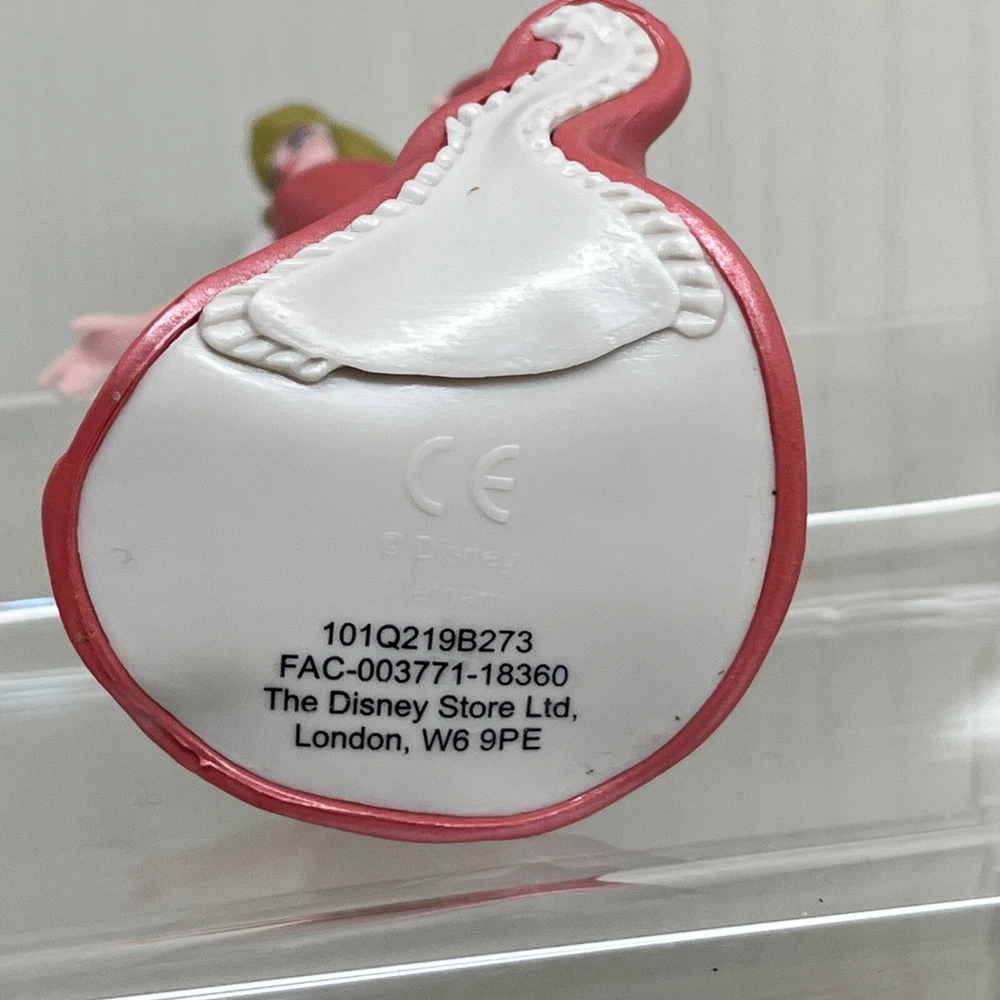 CE
© Disney
101Q219B273
FAC-003771-18360
The Disney Store Ltd,
London, W6 9PE